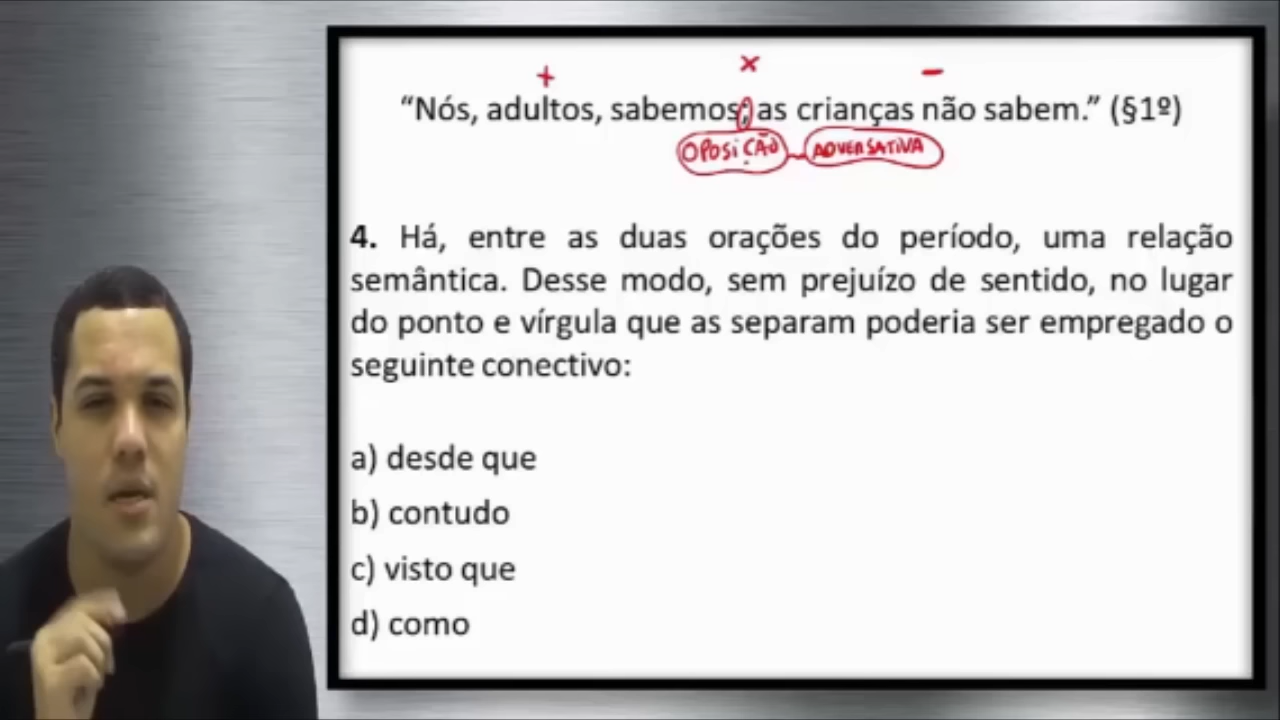 + × −
“Nós, adultos, sabemos; as crianças não sabem.” (§1º)
OPOSIÇÃO ADVERSATIVA
4. Há, entre as duas orações do período, uma relação
semântica. Desse modo, sem prejuízo de sentido, no lugar
do ponto e vírgula que as separam poderia ser empregado o
seguinte conectivo:
a) desde que
b) contudo
c) visto que
d) como